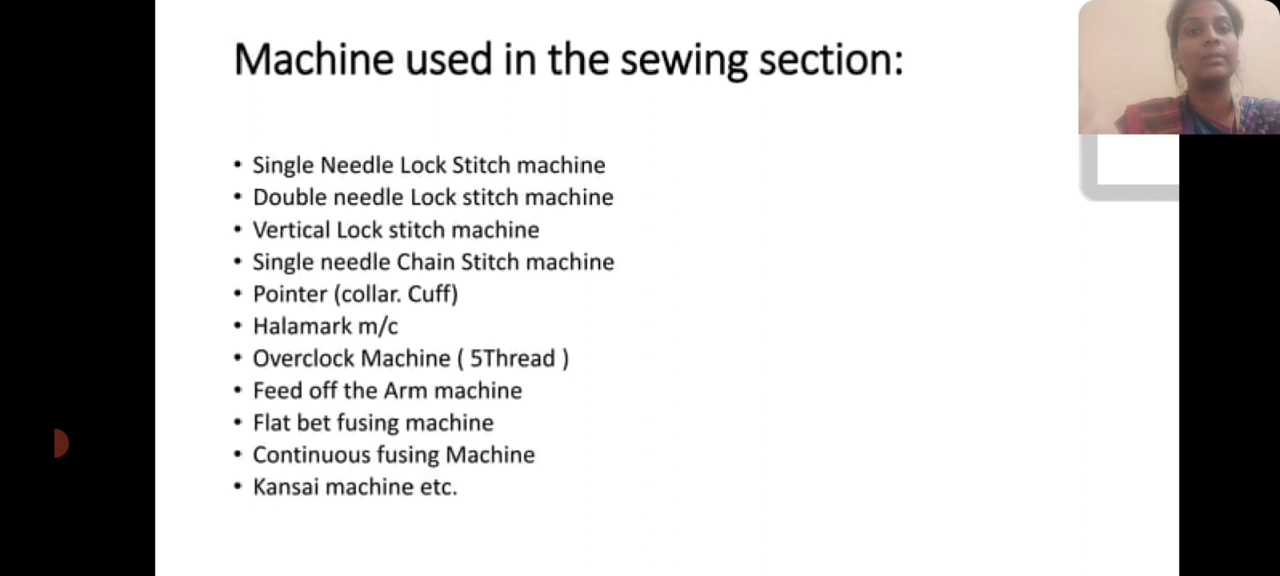 Machine used in the sewing section:
• Single Needle Lock Stitch machine
• Double needle Lock stitch machine
• Vertical Lock stitch machine
• Single needle Chain Stitch machine
• Pointer (collar. Cuff)
• Halamark m/c
• Overclock Machine ( 5Thread )
• Feed off the Arm machine
• Flat bet fusing machine
• Continuous fusing Machine
• Kansai machine etc.